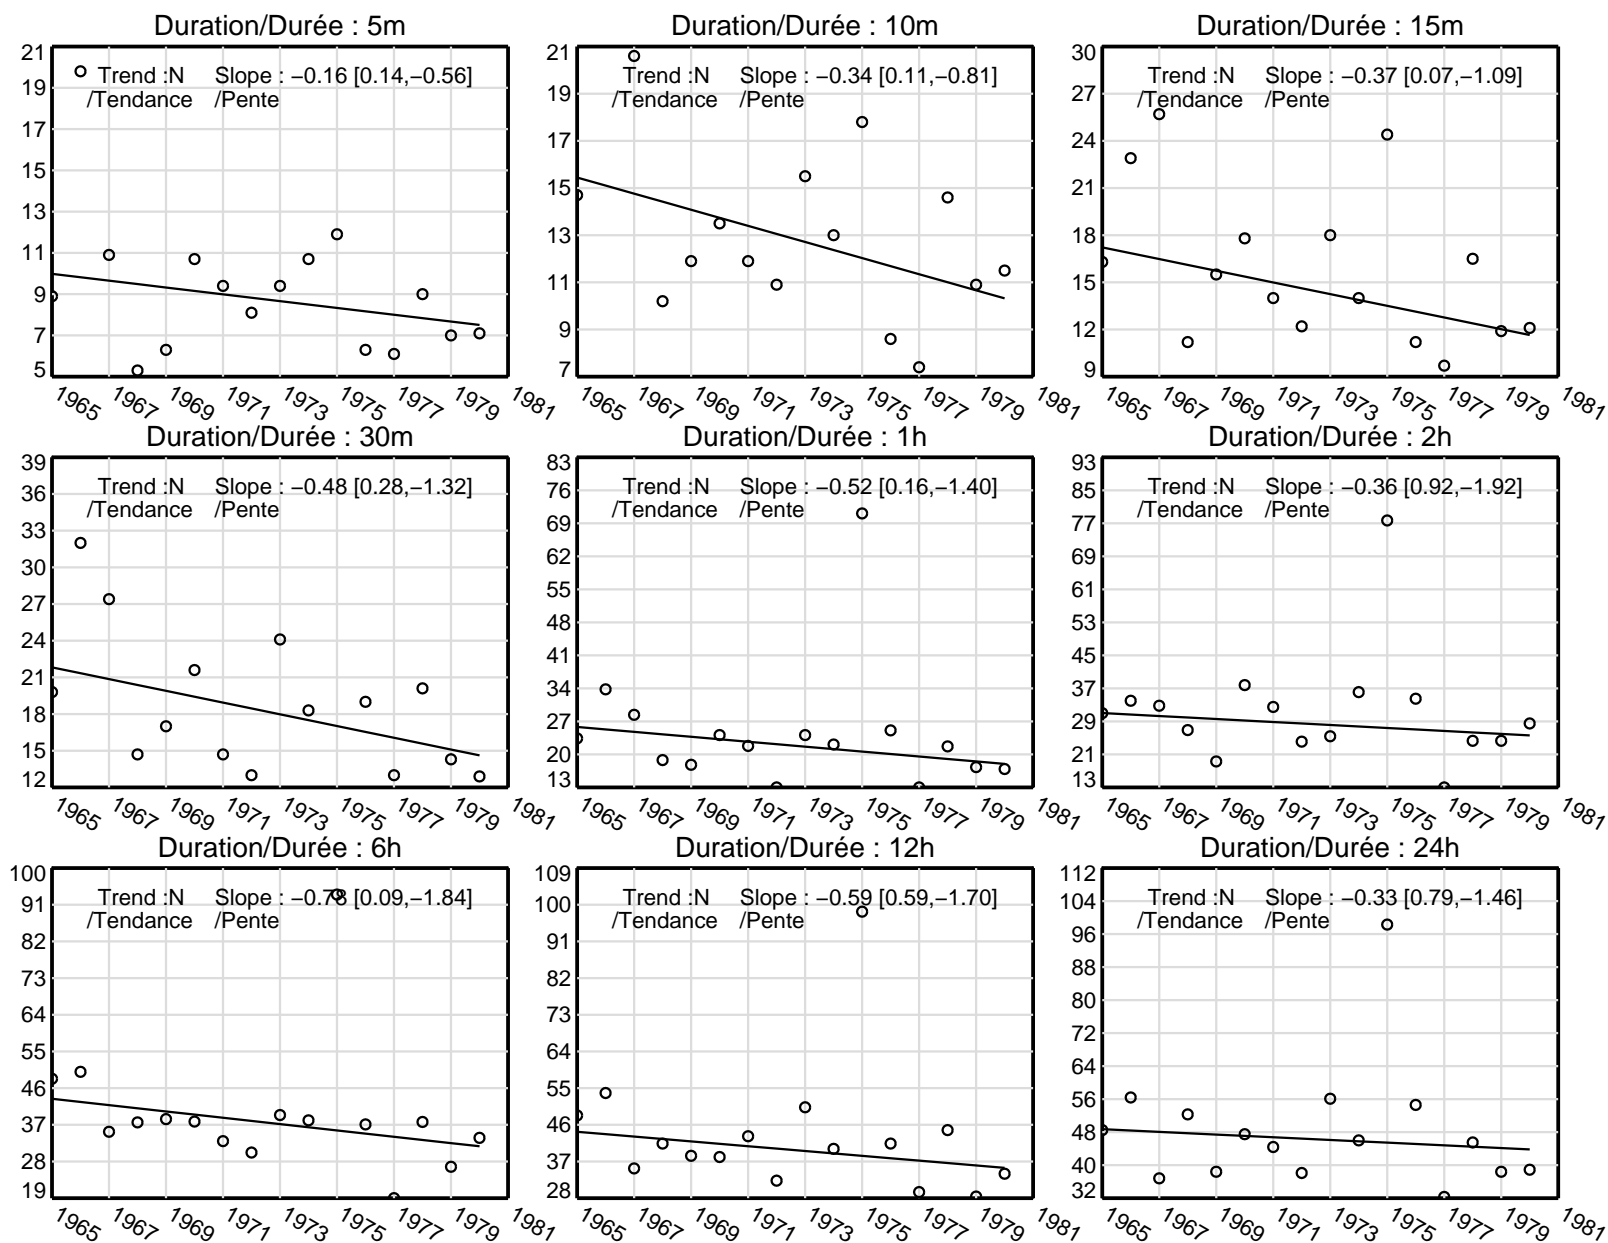 Duration/Durée : 5m
21
19
17
15
13
11
9
7
5
Trend :N Slope : −0.16 [0.14,−0.56]
/Tendance /Pente
1965 1967 1969 1971 1973 1975 1977 1979 1981
Duration/Durée : 10m
21
19
17
15
13
11
9
7
Trend :N Slope : −0.34 [0.11,−0.81]
/Tendance /Pente
1965 1967 1969 1971 1973 1975 1977 1979 1981
Duration/Durée : 15m
30
27
24
21
18
15
12
9
Trend :N Slope : −0.37 [0.07,−1.09]
/Tendance /Pente
1965 1967 1969 1971 1973 1975 1977 1979 1981
Duration/Durée : 30m
39
36
33
30
27
24
21
18
15
12
Trend :N Slope : −0.48 [0.28,−1.32]
/Tendance /Pente
1965 1967 1969 1971 1973 1975 1977 1979 1981
Duration/Durée : 1h
83
76
69
62
55
48
41
34
27
20
13
Trend :N Slope : −0.52 [0.16,−1.40]
/Tendance /Pente
1965 1967 1969 1971 1973 1975 1977 1979 1981
Duration/Durée : 2h
93
85
77
69
61
53
45
37
29
21
13
Trend :N Slope : −0.36 [0.92,−1.92]
/Tendance /Pente
1965 1967 1969 1971 1973 1975 1977 1979 1981
Duration/Durée : 6h
100
91
82
73
64
55
46
37
28
19
Trend :N Slope : −0.78 [0.09,−1.84]
/Tendance /Pente
1965 1967 1969 1971 1973 1975 1977 1979 1981
Duration/Durée : 12h
109
100
91
82
73
64
55
46
37
28
Trend :N Slope : −0.59 [0.59,−1.70]
/Tendance /Pente
1965 1967 1969 1971 1973 1975 1977 1979 1981
Duration/Durée : 24h
112
104
96
88
80
72
64
56
48
40
32
Trend :N Slope : −0.33 [0.79,−1.46]
/Tendance /Pente
1965 1967 1969 1971 1973 1975 1977 1979 1981